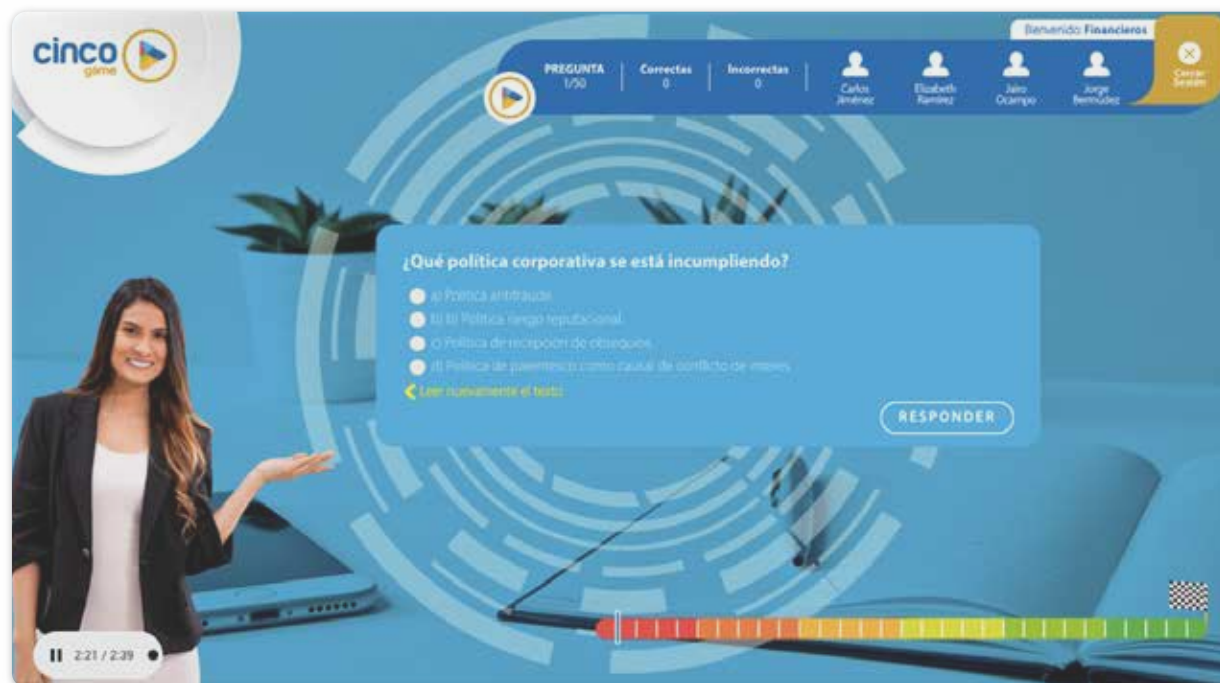 cinco
game
Bienvenido: Financieros
PREGUNTA
1/50
Correctas
0
Incorrectas
0
Carlos
Jiménez
Elizabeth
Ramírez
Jairo
Ocampo
Jorge
Bermúdez
Cerrar
Sesión
¿Qué política corporativa se está incumpliendo?
a) Política antifraude.
b) b) Política riesgo reputacional.
c) Política de recepción de obsequios.
d) Política de parentesco como causal de conflicto de interés.
Leer nuevamente el texto
RESPONDER
2:21 / 2:39